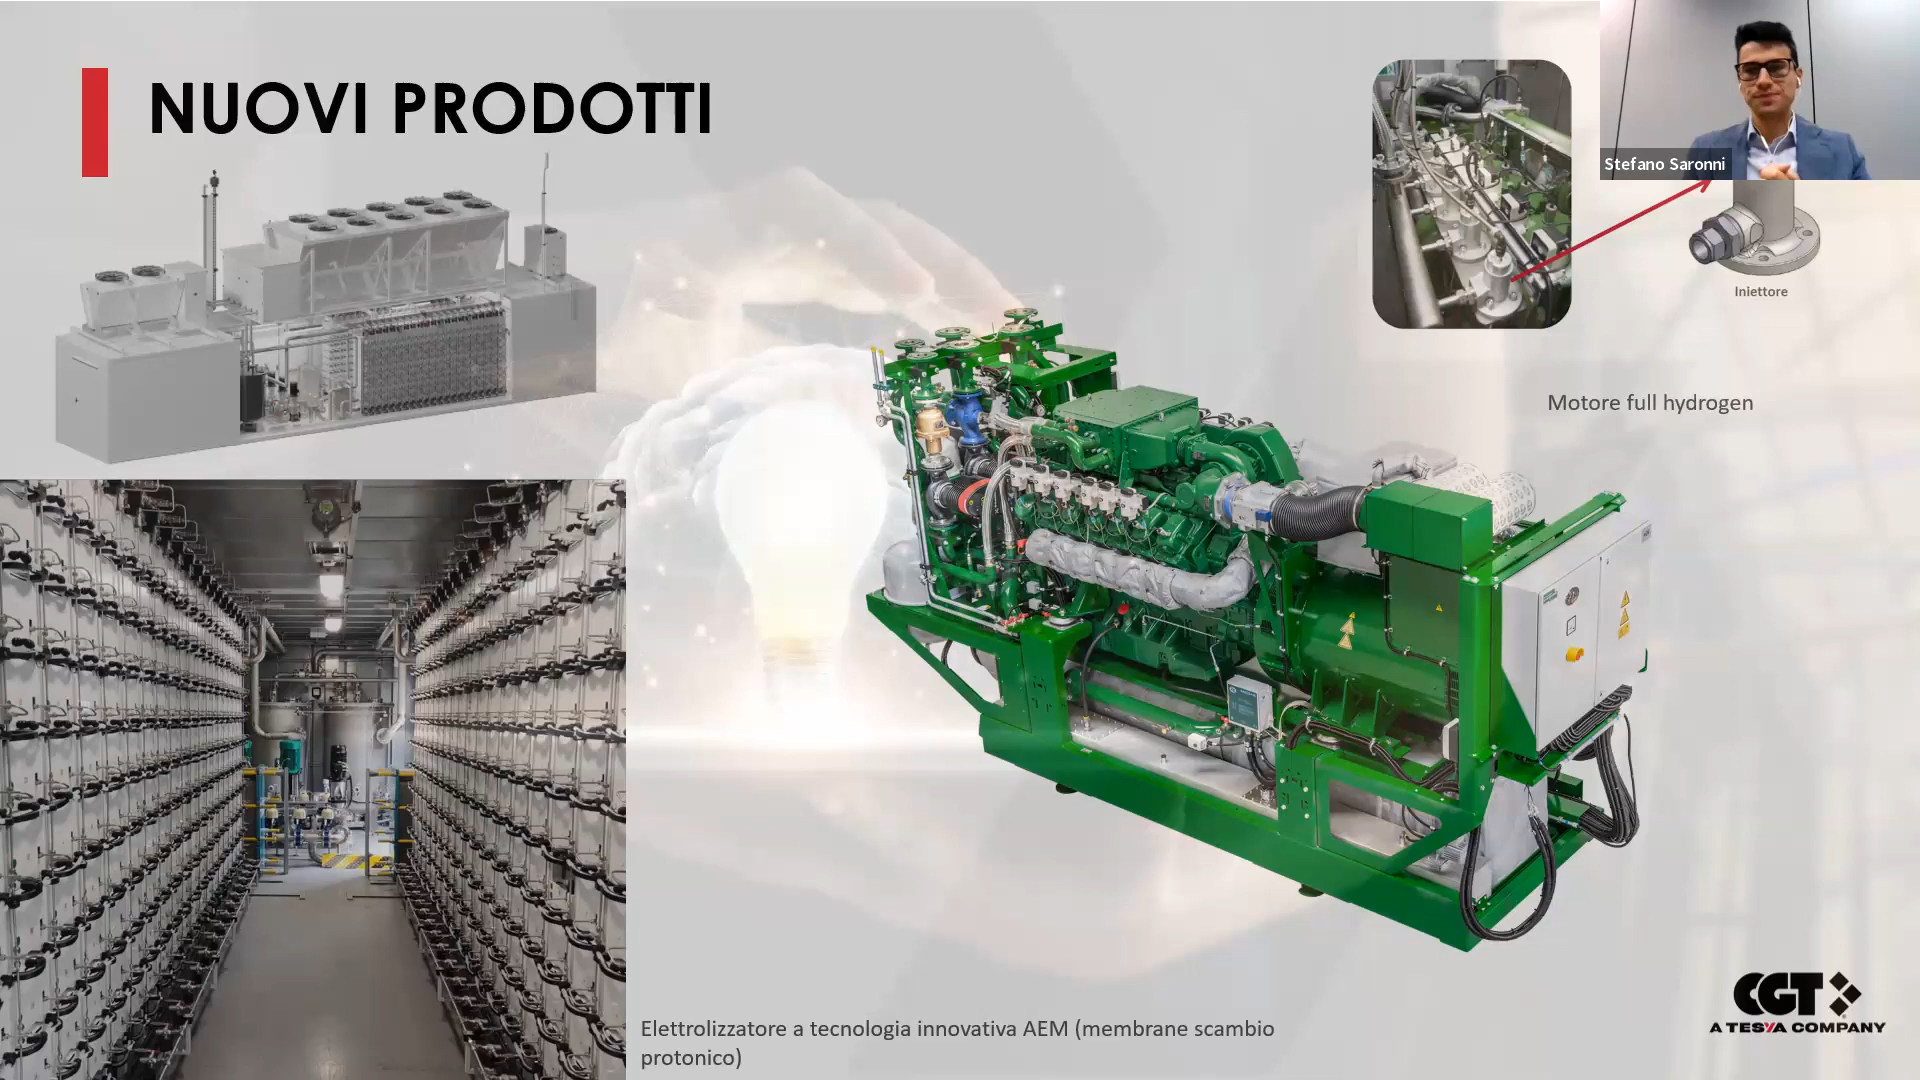 NUOVI PRODOTTI
Stefano Saronni
Iniettore
Motore full hydrogen
Elettrolizzatore a tecnologia innovativa AEM (membrane scambio
protonico)
CGT
A TESYA COMPANY